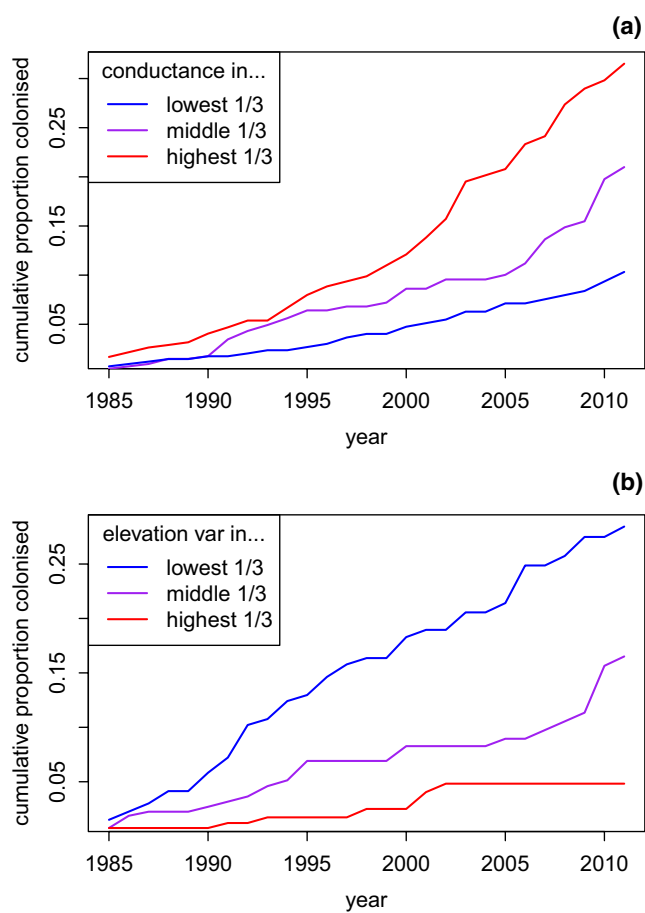 (a)
conductance in...
lowest 1/3
middle 1/3
highest 1/3
cumulative proportion colonised
0.05 0.15 0.25
1985 1990 1995 2000 2005 2010
year
(b)
elevation var in...
lowest 1/3
middle 1/3
highest 1/3
cumulative proportion colonised
0.05 0.15 0.25
1985 1990 1995 2000 2005 2010
year